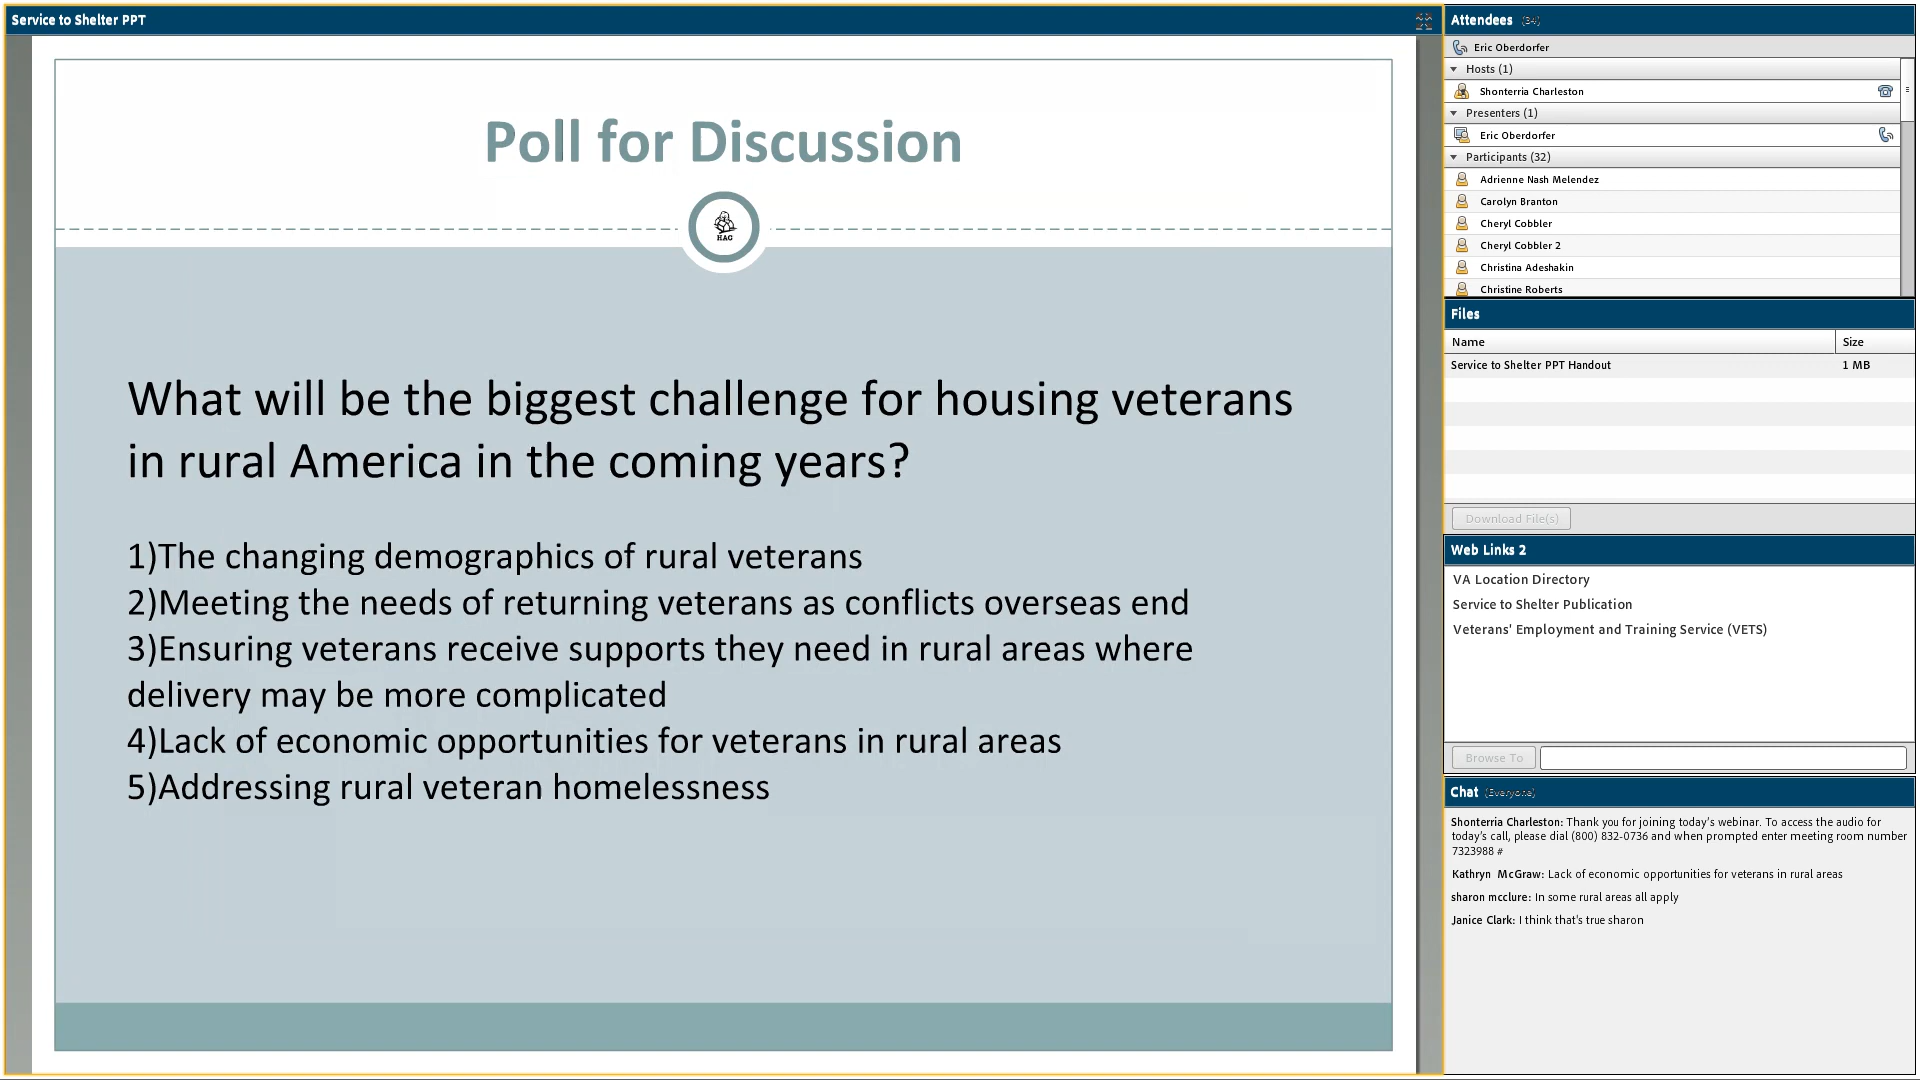 Service to Shelter PPT
Poll for Discussion
HAC
What will be the biggest challenge for housing veterans
in rural America in the coming years?
1)The changing demographics of rural veterans
2)Meeting the needs of returning veterans as conflicts overseas end
3)Ensuring veterans receive supports they need in rural areas where
delivery may be more complicated
4)Lack of economic opportunities for veterans in rural areas
5)Addressing rural veteran homelessness
Attendees (34)
Eric Oberdorfer
Hosts (1)
Shonterria Charleston
Presenters (1)
Eric Oberdorfer
Participants (32)
Adrienne Nash Melendez
Carolyn Branton
Cheryl Cobbler
Cheryl Cobbler 2
Christina Adeshakin
Christine Roberts
Files
Name Size
Service to Shelter PPT Handout 1 MB
Download File(s)
Web Links 2
VA Location Directory
Service to Shelter Publication
Veterans' Employment and Training Service (VETS)
Browse To
Chat (Everyone)
Shonterria Charleston: Thank you for joining today's webinar. To access the audio for
today's call, please dial (800) 832-0736 and when prompted enter meeting room number
7323988 #
Kathryn McGraw: Lack of economic opportunities for veterans in rural areas
sharon mcclure: In some rural areas all apply
Janice Clark: I think that's true sharon